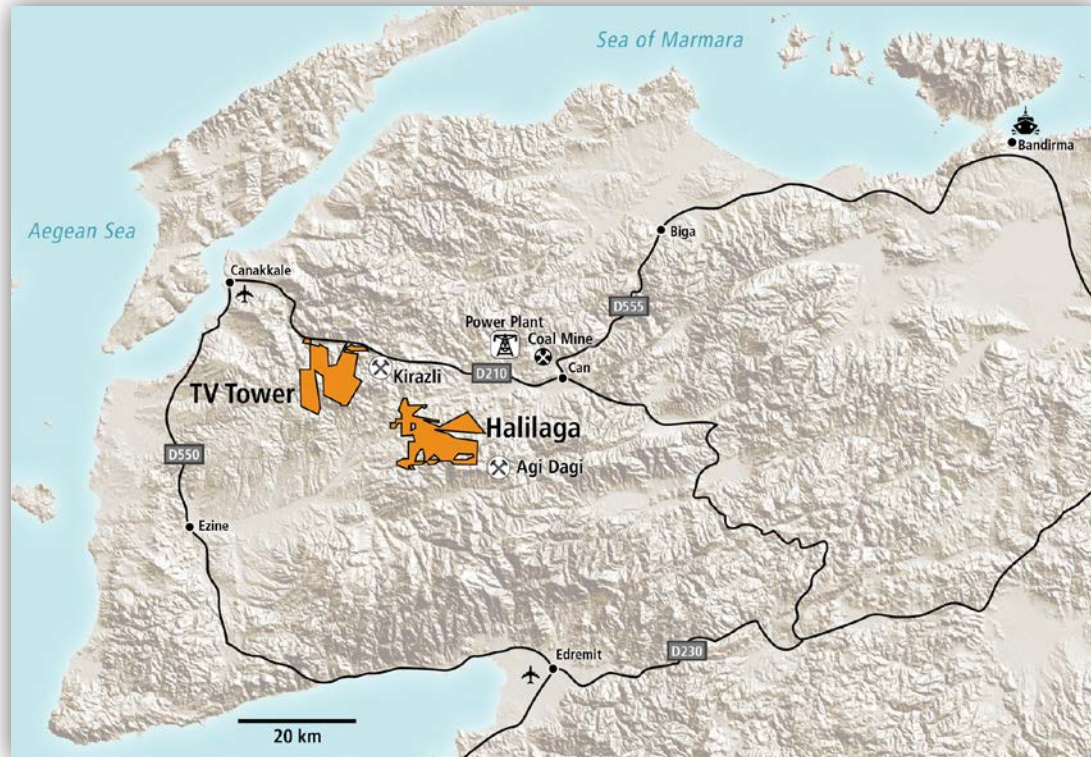 Sea of Marmara
Bandirma
Aegean Sea
Biga
Canakkale
D555
Power Plant
Coal Mine
TV Tower
Kirazli
D210
Can
Halilaga
D550
Agi Dagi
Ezine
Edremit
D230
20 km